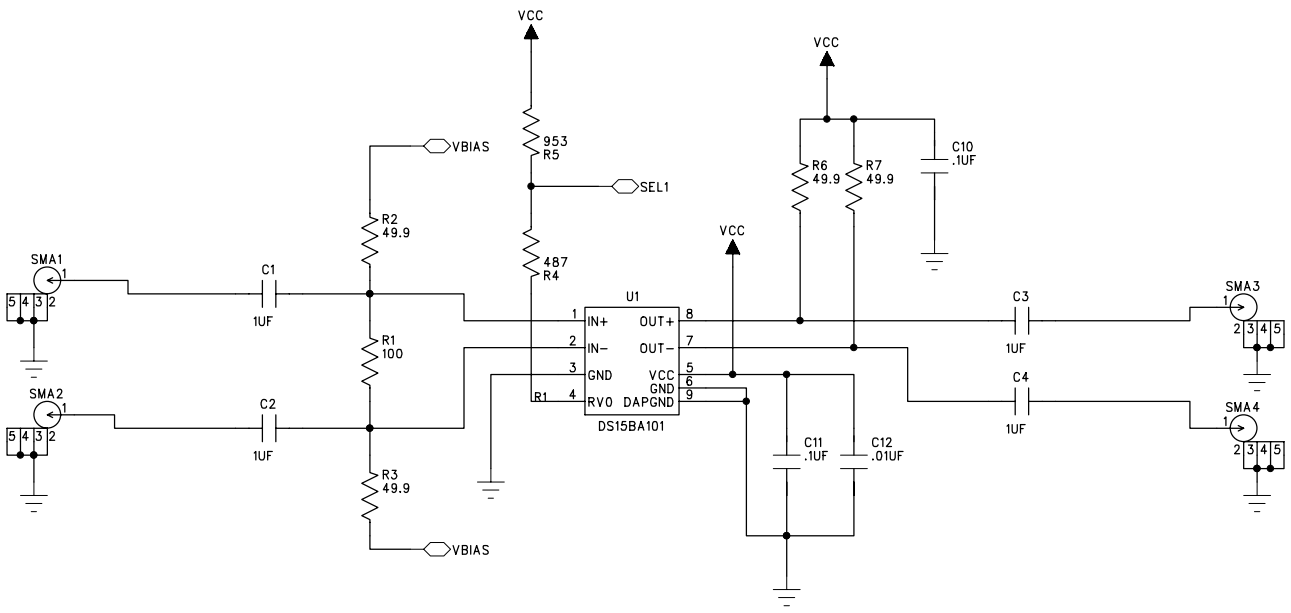 VCC
953
R5
SEL1
487
R4
VBIAS
R2
49.9
SMA1
1
5 4 3 2
C1
1UF
R1
100
SMA2
1
5 4 3 2
C2
1UF
R3
49.9
VBIAS
U1
1 IN+ OUT+ 8
2 IN- OUT- 7
3 GND VCC 5
GND 6
R1 4 RVO DAPGND 9
DS15BA101
VCC
R6
49.9
R7
49.9
C10
.1UF
VCC
C11
.1UF
C12
.01UF
C3
1UF
SMA3
1
2 3 4 5
C4
1UF
SMA4
1
2 3 4 5